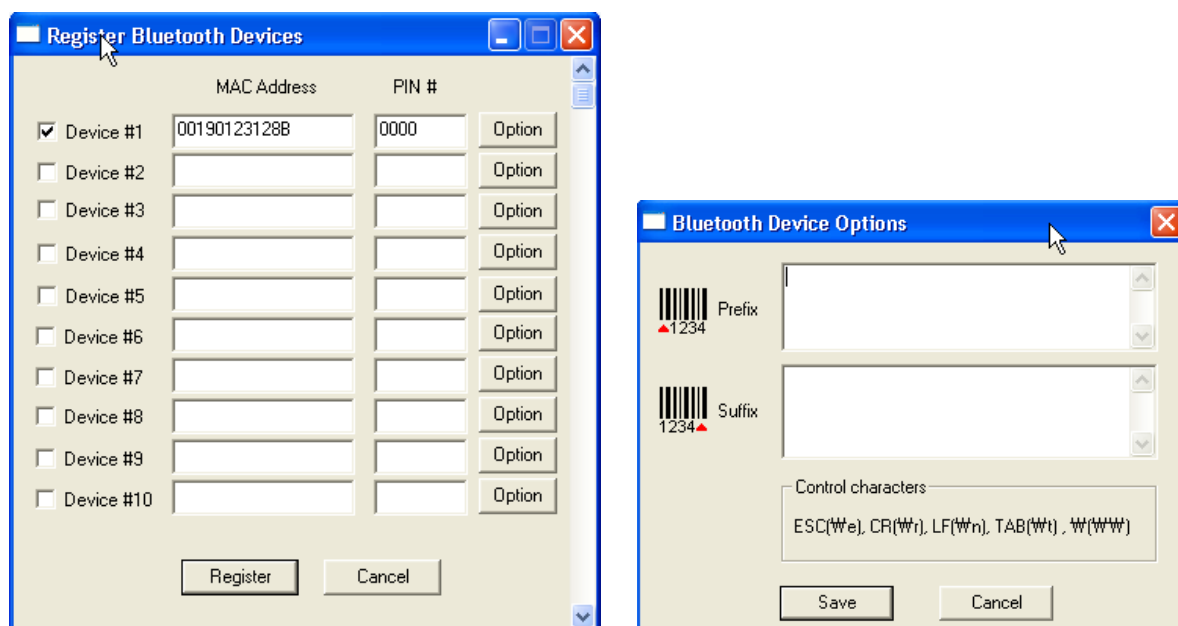 Register Bluetooth Devices
MAC Address PIN #
Device #1 00190123128B 0000 Option
Device #2 Option
Device #3 Option
Device #4 Option
Device #5 Option
Device #6 Option
Device #7 Option
Device #8 Option
Device #9 Option
Device #10 Option
Register Cancel
Bluetooth Device Options
1234 Prefix
1234 Suffix
Control characters
ESC(₩e), CR(₩r), LF(₩n), TAB(₩t) , ₩(₩₩)
Save Cancel